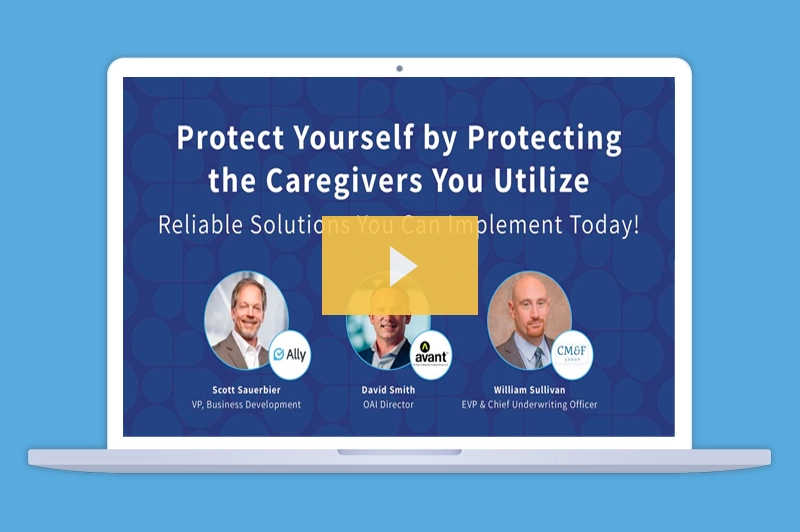 Protect Yourself by Protecting
the Caregivers You Utilize
Reliable Solutions You Can Implement Today!
Ally
avant
CM&F
GROUP
Scott Sauerbier
David Smith
William Sullivan
VP, Business Development
OAI Director
EVP & Chief Underwriting Officer